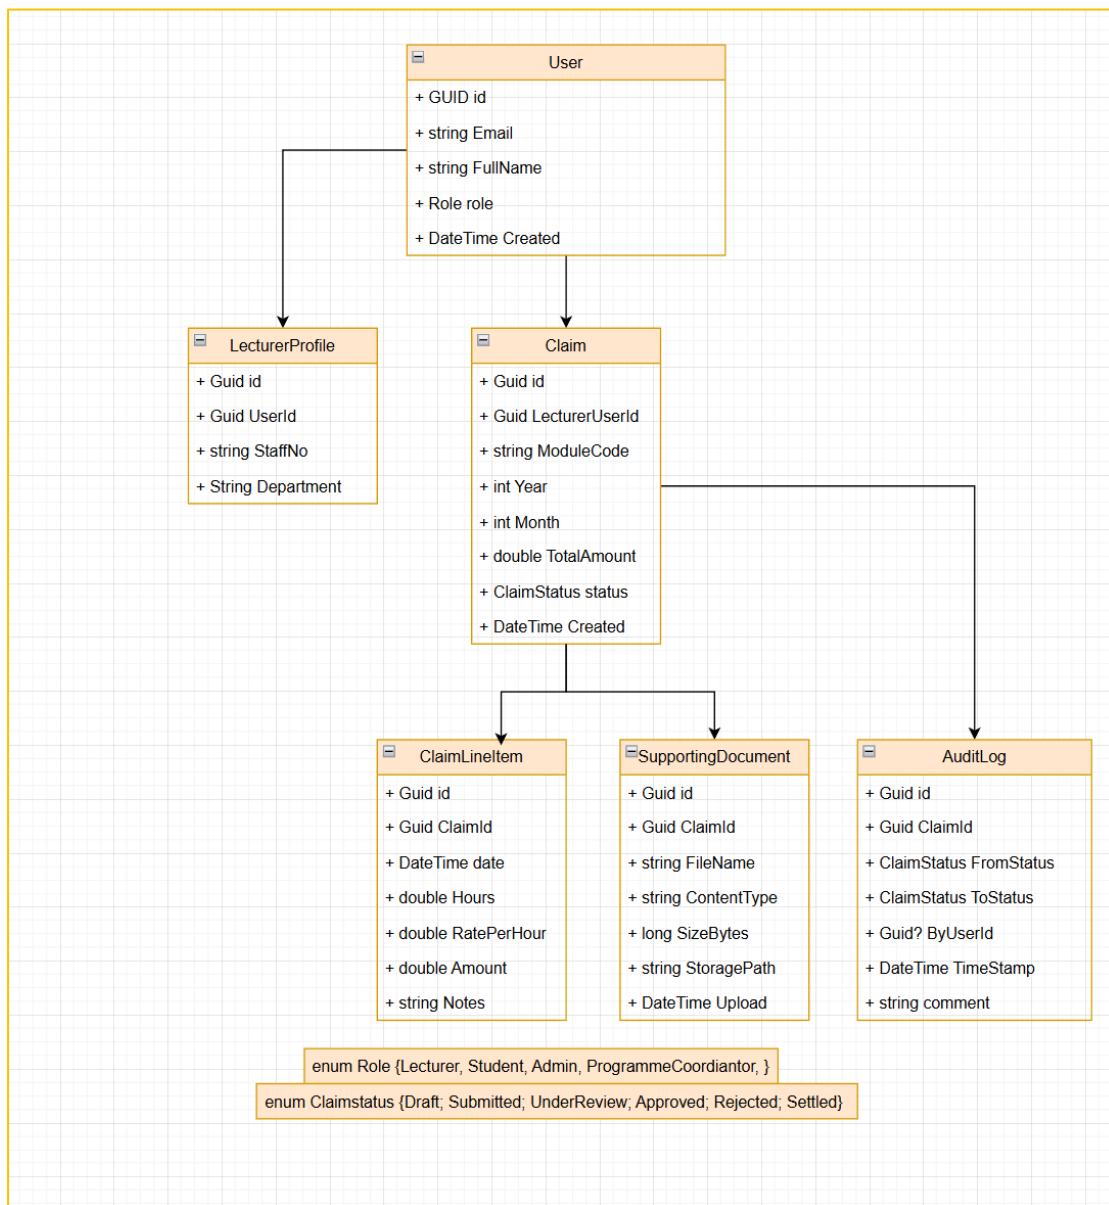 User
+ GUID id
+ string Email
+ string FullName
+ Role role
+ DateTime Created
LecturerProfile
+ Guid id
+ Guid UserId
+ string StaffNo
+ String Department
Claim
+ Guid id
+ Guid LecturerUserId
+ string ModuleCode
+ int Year
+ int Month
+ double TotalAmount
+ ClaimStatus status
+ DateTime Created
ClaimLineItem
+ Guid id
+ Guid ClaimId
+ DateTime date
+ double Hours
+ double RatePerHour
+ double Amount
+ string Notes
SupportingDocument
+ Guid id
+ Guid ClaimId
+ string FileName
+ string ContentType
+ long SizeBytes
+ string StoragePath
+ DateTime Upload
AuditLog
+ Guid id
+ Guid ClaimId
+ ClaimStatus FromStatus
+ ClaimStatus ToStatus
+ Guid? ByUserId
+ DateTime TimeStamp
+ string comment
enum Role {Lecturer, Student, Admin, ProgrammeCoordiantor, }
enum Claimstatus {Draft; Submitted; UnderReview; Approved; Rejected; Settled}